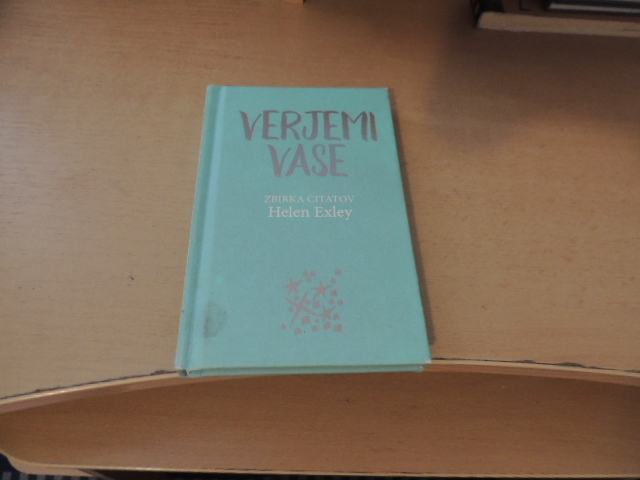 VERJEMI
VASE
ZBIRKA CITATOV
Helen Exley